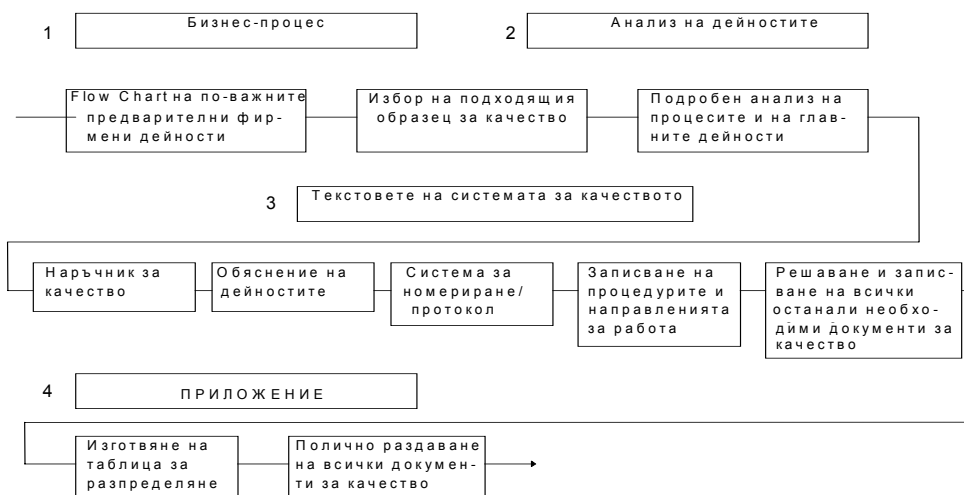 1 Бизнес-процес
2 Анализ на дейностите
Flow Chart на по-важните
предварителни фир-
мени дейности
Избор на подходящия
образец за качество
Подробен анализ на
процесите и на глав-
ните дейности
3 Текстовете на системата за качеството
Наръчник за
качество
Обяснение на
дейностите
Система за
номериране/
протокол
Записване на
процедурите и
направленията
за работа
Решаване и запис-
ване на всички
останали необхо-
дими документи за
качество
4 ПРИЛОЖЕНИЕ
Изготвяне на
таблица за
разпределяне
Полично раздаване
на всички докумен-
ти за качество